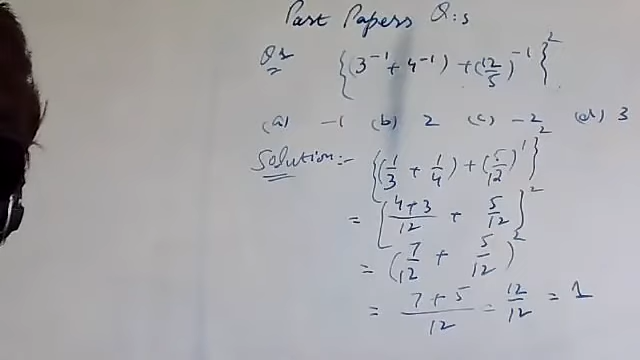 Past Papers Q:s
Qs {(3⁻¹ + 4⁻¹) + (12/5)⁻¹}²
(a) -1 (b) 2 (c) -2 (d) 3
Solution:- {(1/3 + 1/4) + (5/12)¹}²
= {4+3/12 + 5/12}²
= (7/12 + 5/12)²
= 7+5/12 = 12/12 = 1